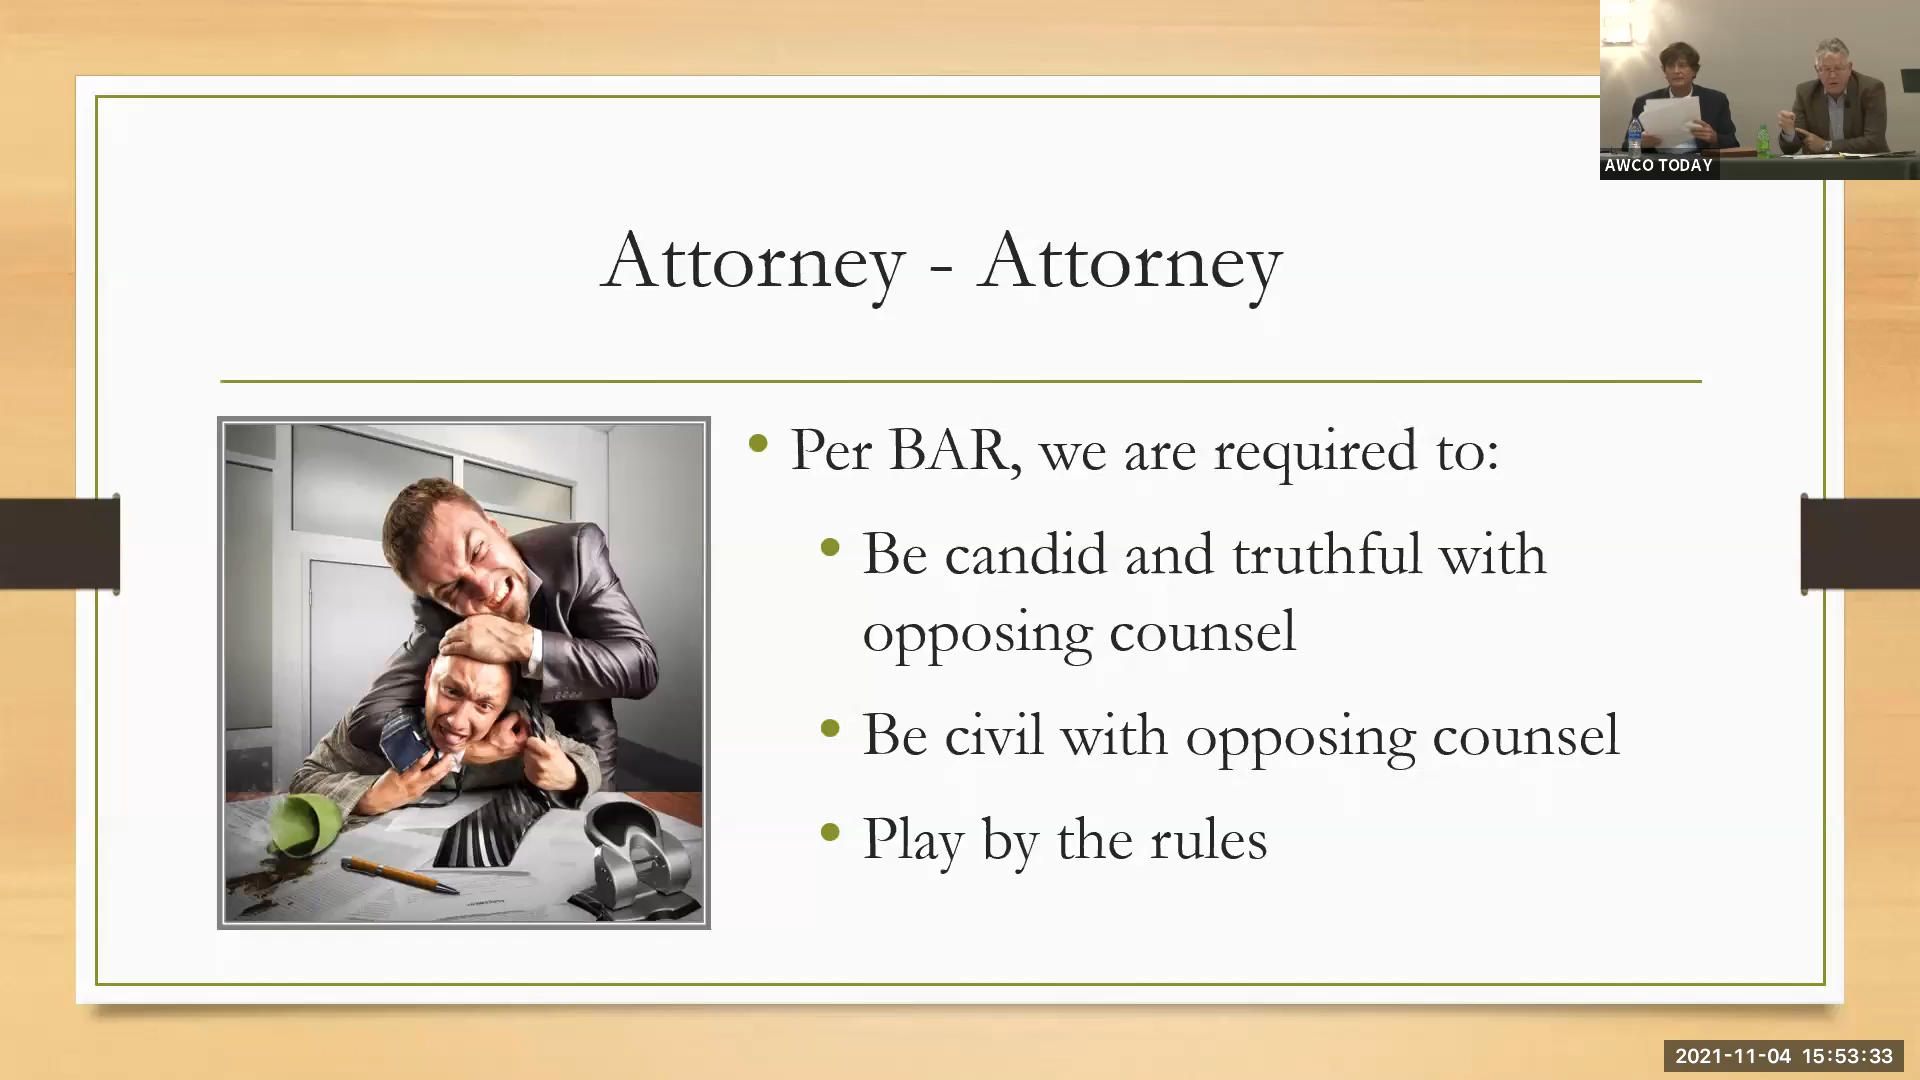 AWCO TODAY
Attorney - Attorney
• Per BAR, we are required to:
• Be candid and truthful with
opposing counsel
• Be civil with opposing counsel
• Play by the rules
2021-11-04 15:53:33